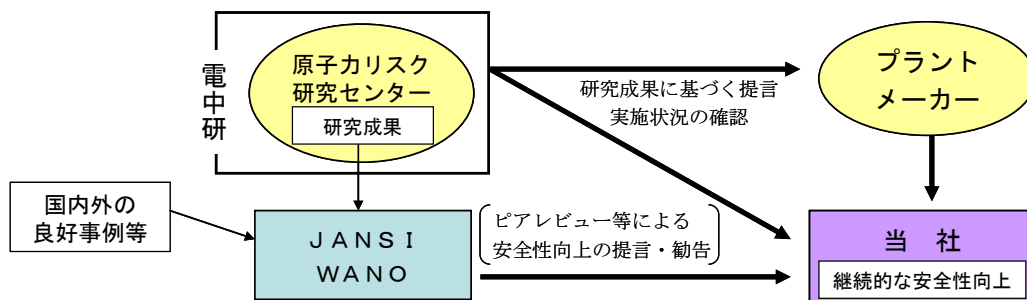 電中研
原子力リスク
研究センター
研究成果
プラント
メーカー
研究成果に基づく提言
実施状況の確認
国内外の
良好事例等
ＪＡＮＳＩ
ＷＡＮＯ
ピアレビュー等による
安全性向上の提言・勧告
当　社
継続的な安全性向上